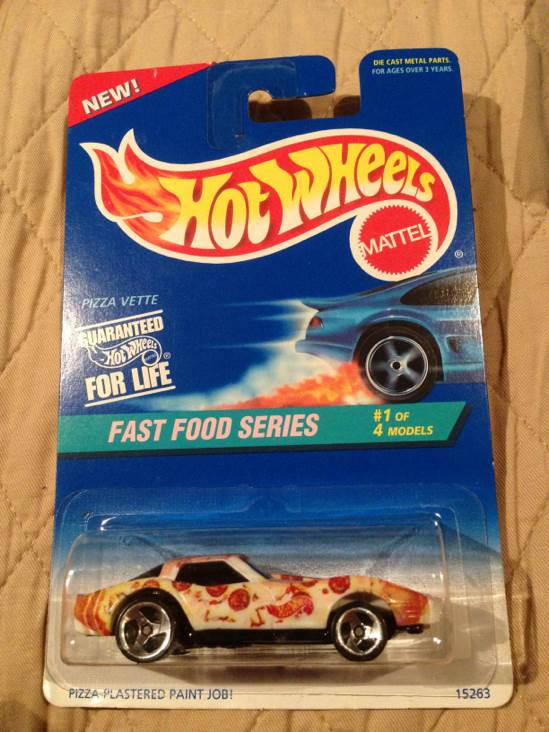 NEW!
DIE CAST METAL PARTS.
FOR AGES OVER 3 YEARS.
HOT WHEELS
MATTEL
®
PIZZA VETTE
GUARANTEED
HOT WHEELS ®
FOR LIFE
FAST FOOD SERIES
#1 OF
4 MODELS
PIZZA-PLASTERED PAINT JOB!
15263